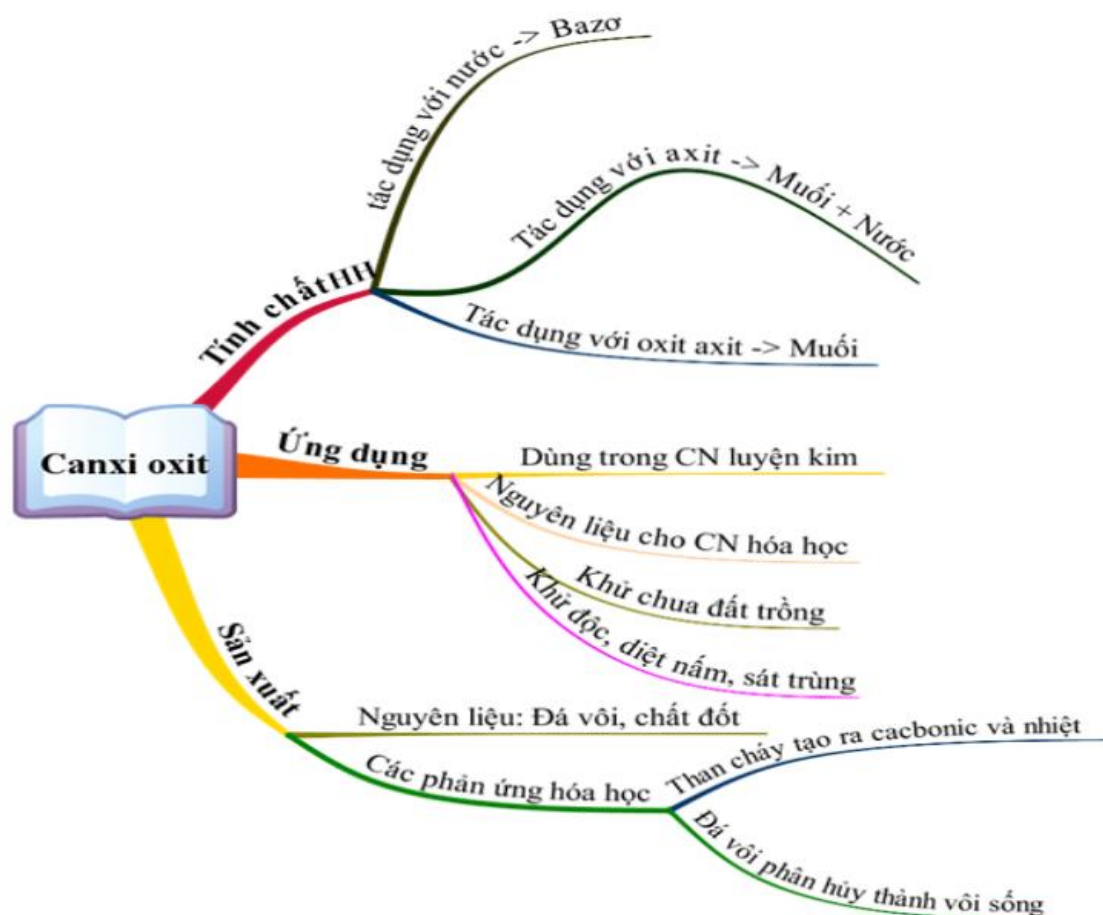 Canxi oxit
Tính chấtHH
tác dụng với nước -> Bazơ
Tác dụng với axit -> Muối + Nước
Tác dụng với oxit axit -> Muối
Ứng dụng
Dùng trong CN luyện kim
Nguyên liệu cho CN hóa học
Khử chua đất trồng
Khử độc, diệt nấm, sát trùng
Sản xuất
Nguyên liệu: Đá vôi, chất đốt
Các phản ứng hóa học
Than cháy tạo ra cacbonic và nhiệt
Đá vôi phân hủy thành vôi sống